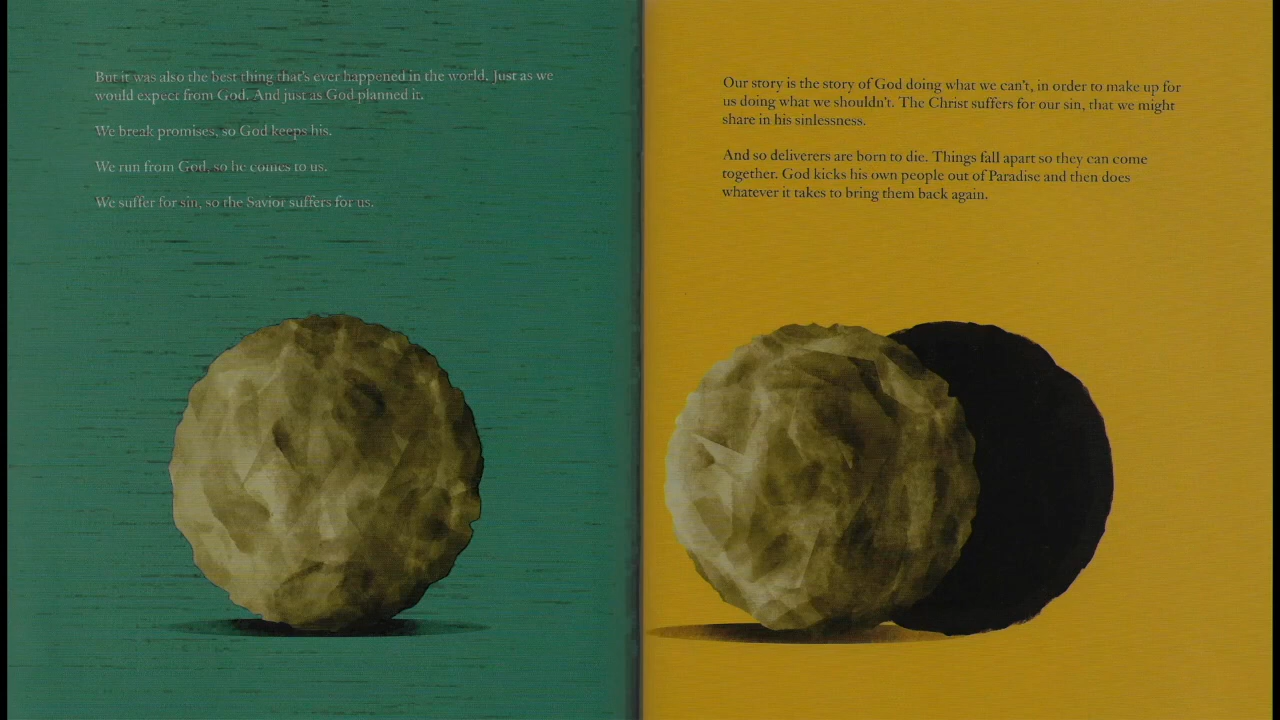 But it was also the best thing that's ever happened in the world. Just as we
would expect from God. And just as God planned it.
We break promises, so God keeps his.
We run from God, so he comes to us.
We suffer for sin, so the Savior suffers for us.
Our story is the story of God doing what we can't, in order to make up for
us doing what we shouldn't. The Christ suffers for our sin, that we might
share in his sinlessness.
And so deliverers are born to die. Things fall apart so they can come
together. God kicks his own people out of Paradise and then does
whatever it takes to bring them back again.